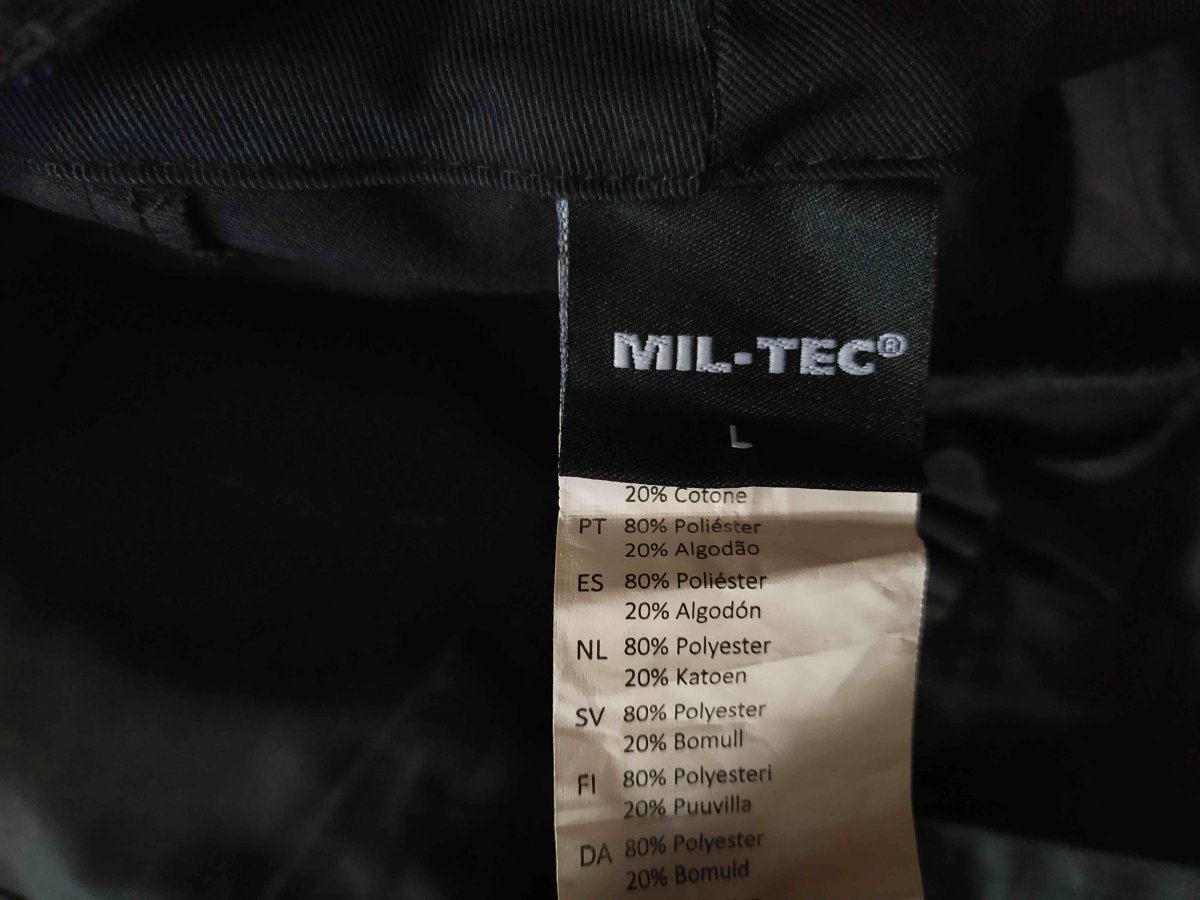 MIL-TEC®
L
20% Cotone
PT 80% Poliéster
20% Algodão
ES 80% Poliéster
20% Algodón
NL 80% Polyester
20% Katoen
SV 80% Polyester
20% Bomull
FI 80% Polyesteri
20% Puuvilla
DA 80% Polyester
20% Bomuld